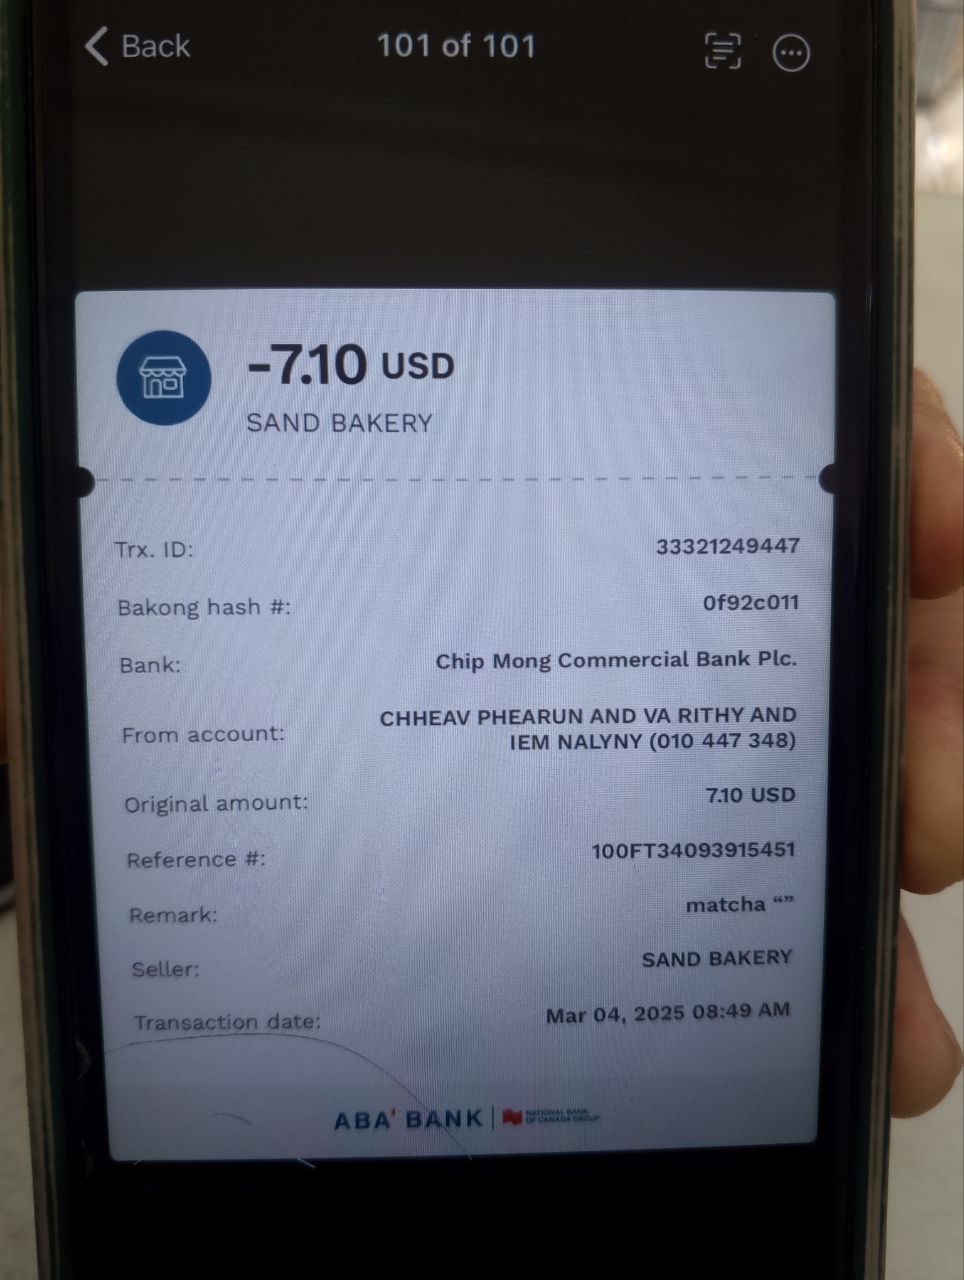 Back
101 of 101
-7.10 USD
SAND BAKERY
Trx. ID: 33321249447
Bakong hash #: 0f92c011
Bank: Chip Mong Commercial Bank Plc.
From account: CHHEAV PHEARUN AND VA RITHY AND
IEM NALYNY (010 447 348)
Original amount: 7.10 USD
Reference #: 100FT34093915451
Remark: matcha “”
Seller: SAND BAKERY
Transaction date: Mar 04, 2025 08:49 AM
ABA' BANK
NATIONAL BANK
OF CANADA GROUP